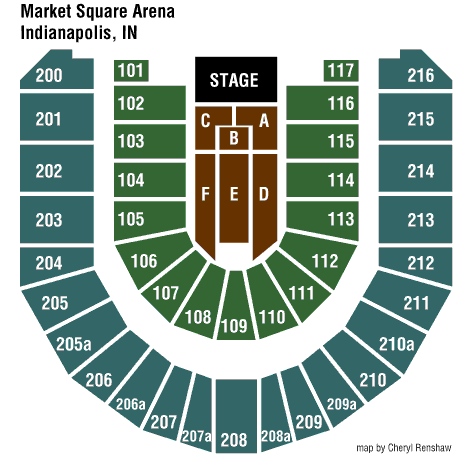 Market Square Arena
Indianapolis, IN
200
101
STAGE
117
216
201
102
C
A
116
215
B
103
115
202
104
F
E
D
114
214
203
105
113
213
204
106
112
212
205
107
111
211
108
109
110
205a
210a
206
210
206a
209a
207
209
207a
208
208a
map by Cheryl Renshaw